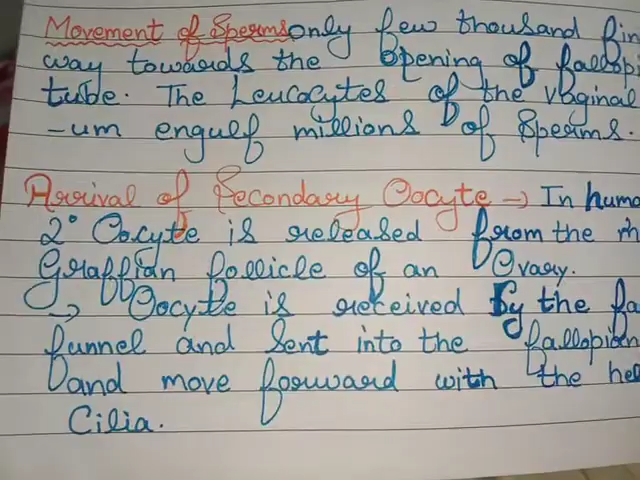 Movement of Sperms only few thousand fin
way towards the opening of fallopi
tube. The Leucocytes of the vaginal
-um engulf millions of Sperms.
Arrival of Secondary Oocyte → In huma
2° Oocyte is released from the m
Graffian follicle of an Ovary.
→ Oocyte is received by the fa
funnel and sent into the fallopian
and move forward with the hel
Cilia.